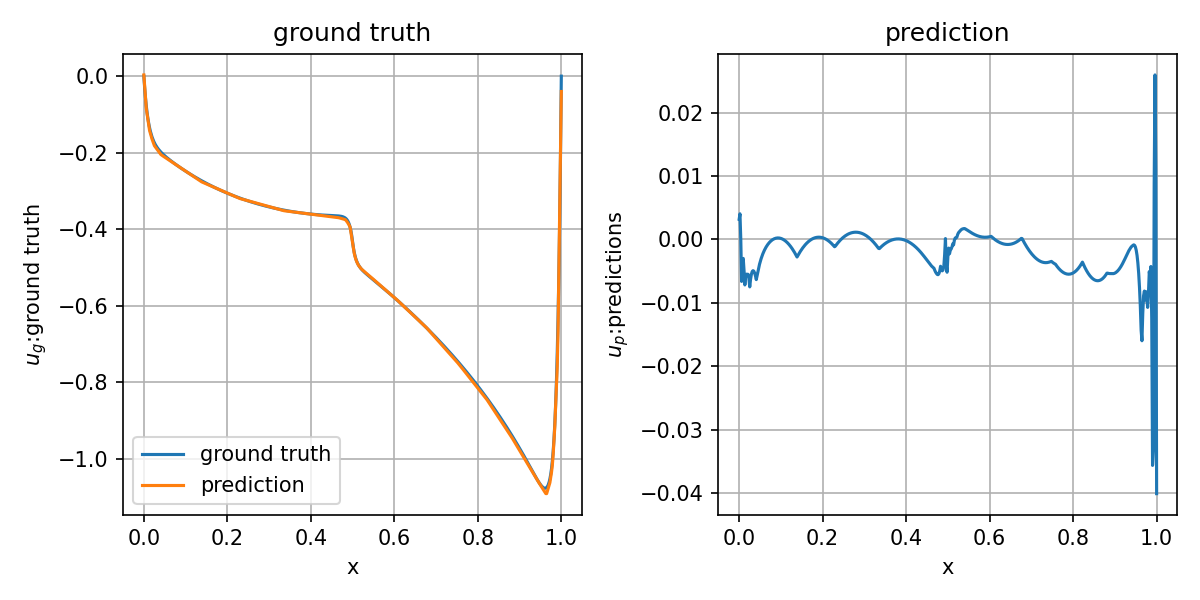 ground truth
0.0
−0.2
−0.4
−0.6
−0.8
−1.0
u_g:ground truth
ground truth
prediction
0.0 0.2 0.4 0.6 0.8 1.0
x
prediction
0.02
0.01
0.00
−0.01
−0.02
−0.03
−0.04
u_p:predictions
0.0 0.2 0.4 0.6 0.8 1.0
x